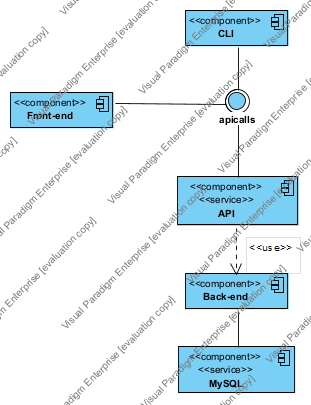 <<component>>
CLI
<<component>>
Front-end
apicalls
<<component>>
<<service>>
API
<<use>>
<<component>>
Back-end
<<component>>
<<service>>
MySQL
Visual Paradigm Enterprise [evaluation copy]